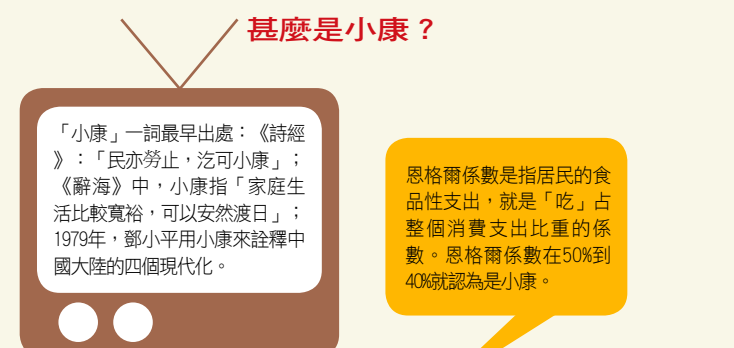 甚麼是小康？
「小康」一詞最早出處：《詩經
》：「民亦勞止，汔可小康」；
《辭海》中，小康指「家庭生
活比較寬裕，可以安然渡日」；
1979年，鄧小平用小康來詮釋中
國大陸的四個現代化。
恩格爾係數是指居民的食
品性支出，就是「吃」占
整個消費支出比重的係
數。恩格爾係數在50%到
40%就認為是小康。